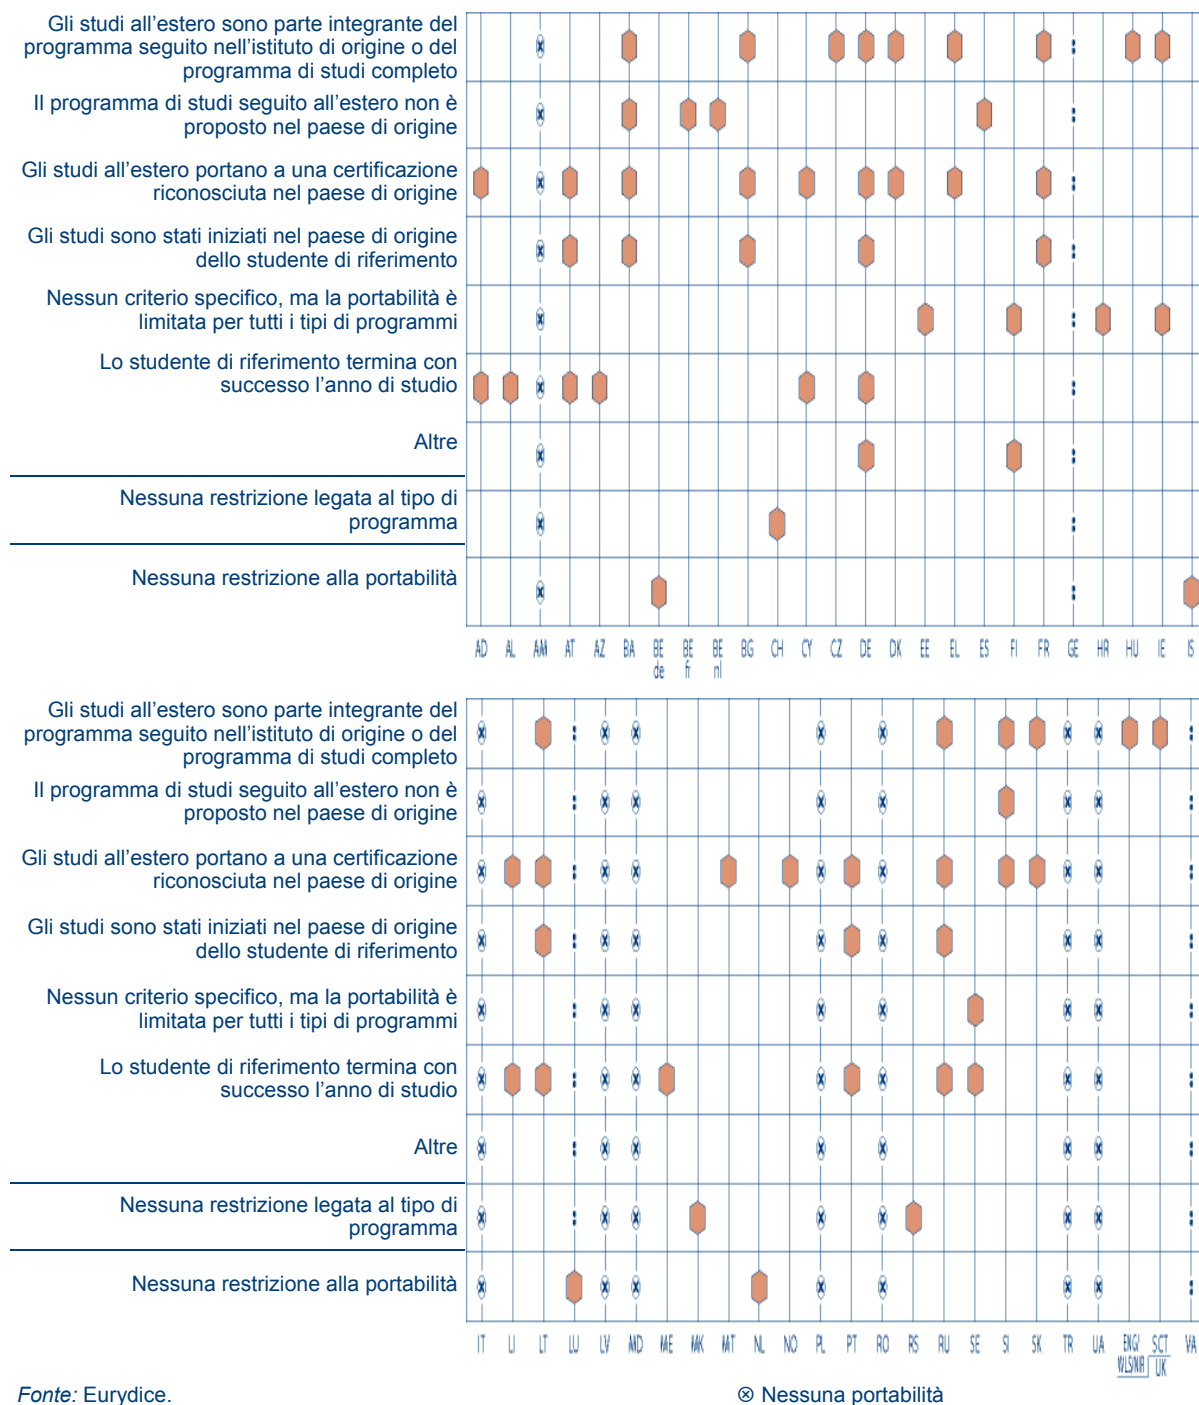 Gli studi all'estero sono parte integrante del
programma seguito nell'istituto di origine o del
programma di studi completo
Il programma di studi seguito all'estero non è
proposto nel paese di origine
Gli studi all'estero portano a una certificazione
riconosciuta nel paese di origine
Gli studi sono stati iniziati nel paese di origine
dello studente di riferimento
Nessun criterio specifico, ma la portabilità è
limitata per tutti i tipi di programmi
Lo studente di riferimento termina con
successo l'anno di studio
Altre
Nessuna restrizione legata al tipo di
programma
Nessuna restrizione alla portabilità
AD AL AM AT AZ BA BE BE BE BG CH CY CZ DE DK EE EL ES FI FR GE HR HU IE IS
de fr nl
Gli studi all'estero sono parte integrante del
programma seguito nell'istituto di origine o del
programma di studi completo
Il programma di studi seguito all'estero non è
proposto nel paese di origine
Gli studi all'estero portano a una certificazione
riconosciuta nel paese di origine
Gli studi sono stati iniziati nel paese di origine
dello studente di riferimento
Nessun criterio specifico, ma la portabilità è
limitata per tutti i tipi di programmi
Lo studente di riferimento termina con
successo l'anno di studio
Altre
Nessuna restrizione legata al tipo di
programma
Nessuna restrizione alla portabilità
IT LI LT LU LV MD ME MK MT NL NO PL PT RO RS RU SE SI SK TR UA ENG/ SCT VA
WLS/NIR UK
Fonte: Eurydice.
⊗ Nessuna portabilità